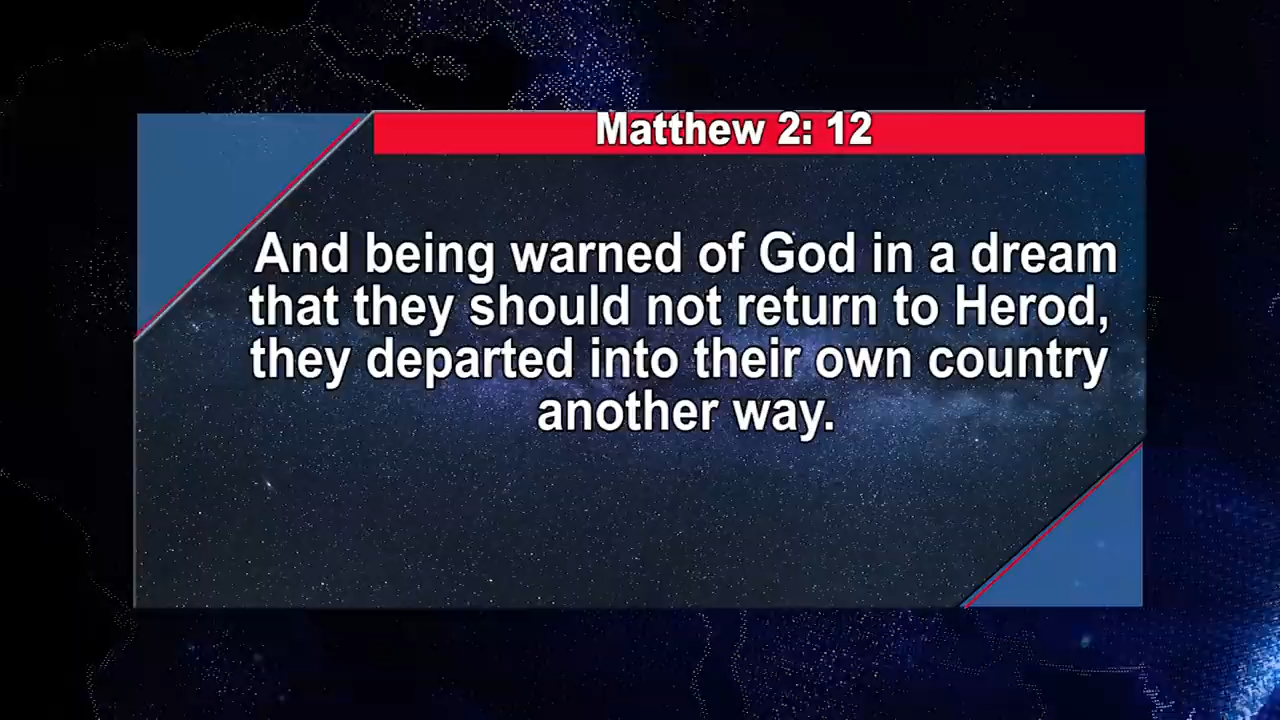 Matthew 2: 12
And being warned of God in a dream
that they should not return to Herod,
they departed into their own country
another way.